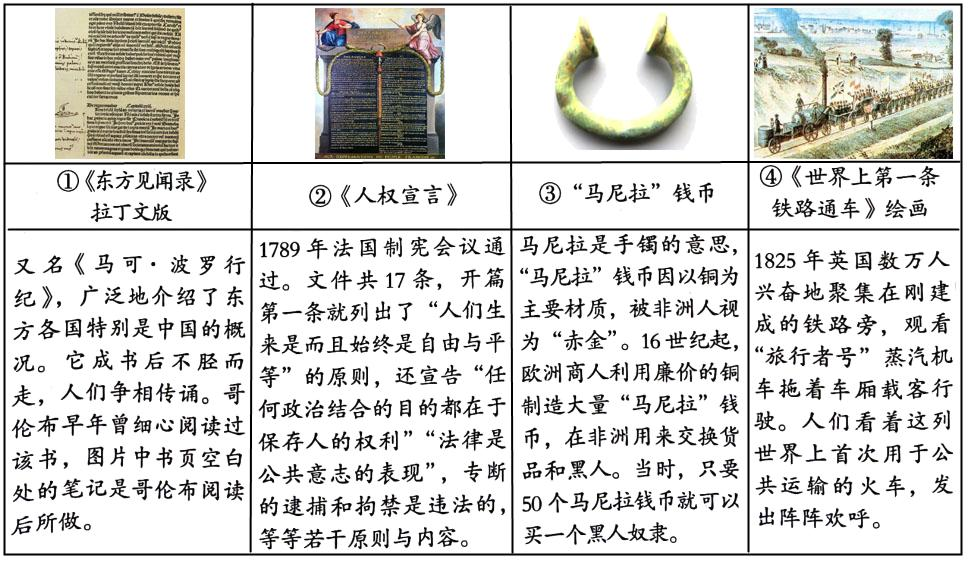 ①《东方见闻录》
拉丁文版
②《人权宣言》
③“马尼拉”钱币
④《世界上第一条
铁路通车》绘画
又名《马可·波罗行
纪》，广泛地介绍了东
方各国特别是中国的概
况。它成书后不胫而
走，人们争相传诵。哥
伦布早年曾细心阅读过
该书，图片中书页空白
处的笔记是哥伦布阅读
后所做。
1789年法国制宪会议通
过。文件共17条，开篇
第一条就列出了“人们生
来是而且始终是自由与平
等”的原则，还宣告“任
何政治结合的目的都在于
保存人的权利”“法律是
公共意志的表现”，专断
的逮捕和拘禁是违法的，
等等若干原则与内容。
马尼拉是手镯的意思，
“马尼拉”钱币因以铜为
主要材质，被非洲人视
为“赤金”。16世纪起，
欧洲商人利用廉价的铜
制造大量“马尼拉”钱
币，在非洲用来交换货
品和黑人。当时，只要
50个马尼拉钱币就可以
买一个黑人奴隶。
1825年英国数万人
兴奋地聚集在刚建
成的铁路旁，观看
“旅行者号”蒸汽机
车拖着车厢载客行
驶。人们看着这列
世界上首次用于公
共运输的火车，发
出阵阵欢呼。